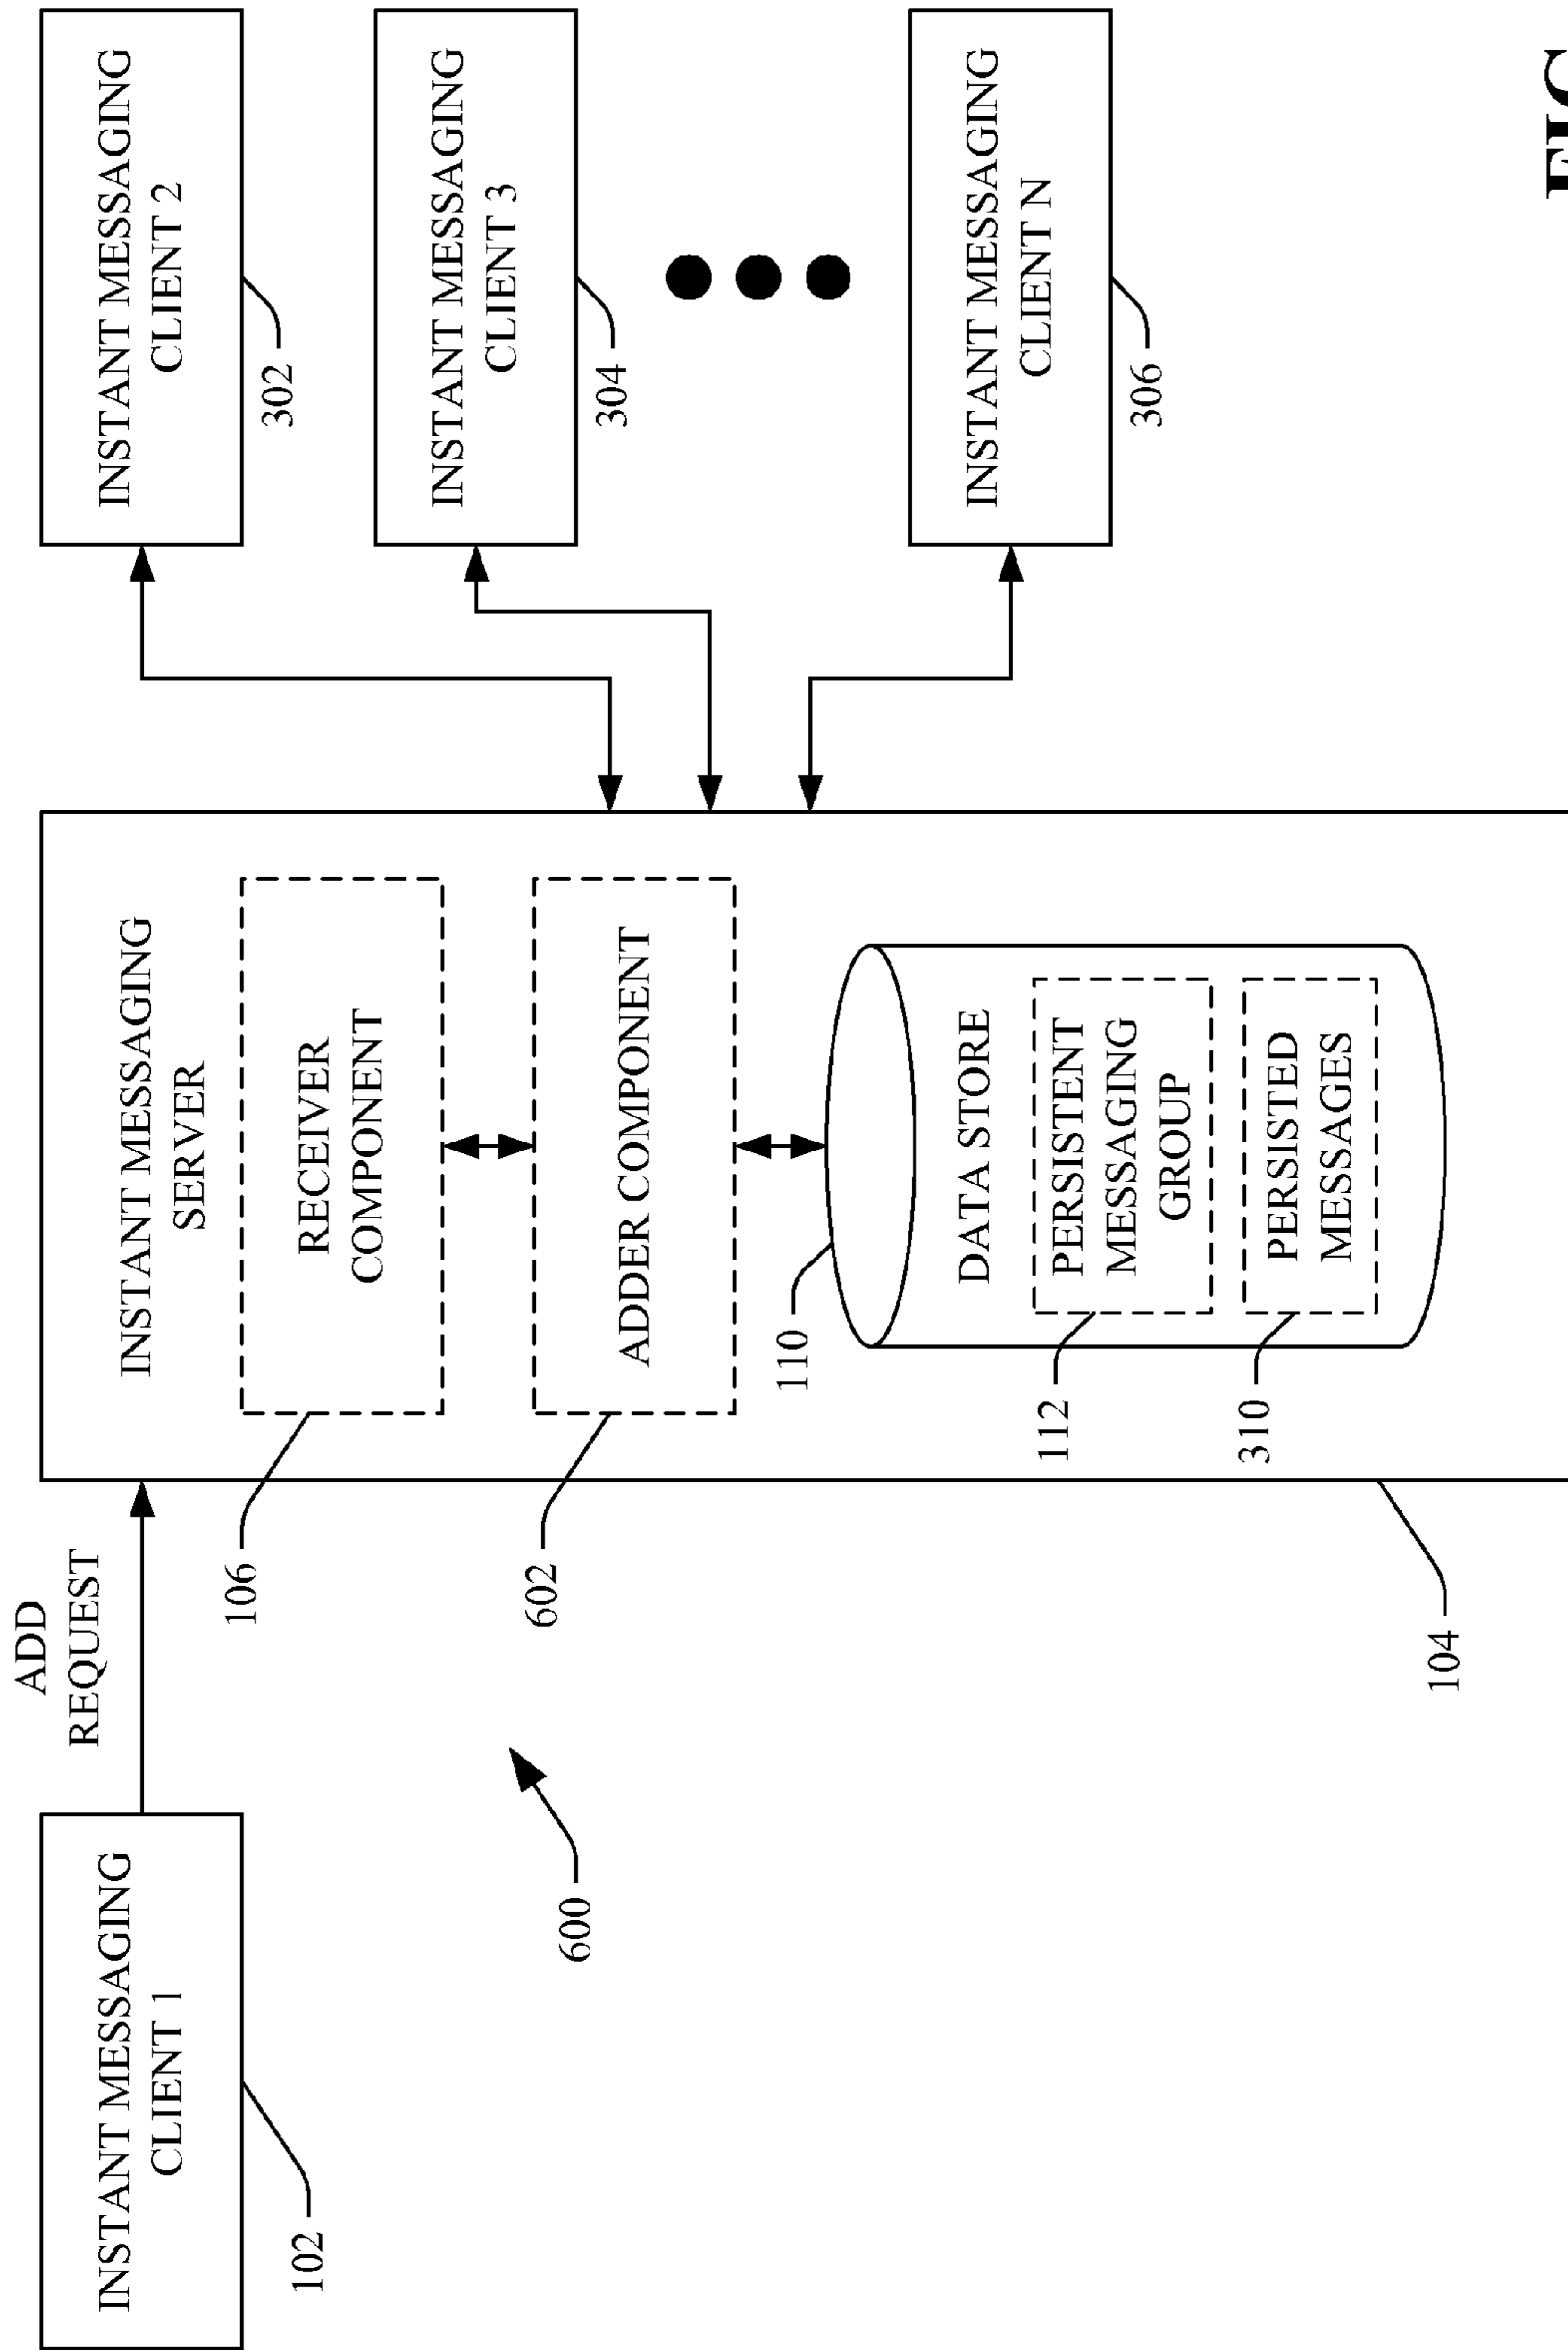 INSTANT MESSAGING
CLIENT 1
102
ADD
REQUEST
600
INSTANT MESSAGING
SERVER
RECEIVER
COMPONENT
106
ADDER COMPONENT
602
110
DATA STORE
PERSISTENT
MESSAGING
GROUP
112
PERSISTED
MESSAGES
310
104
INSTANT MESSAGING
CLIENT 2
302
INSTANT MESSAGING
CLIENT 3
304
INSTANT MESSAGING
CLIENT N
306